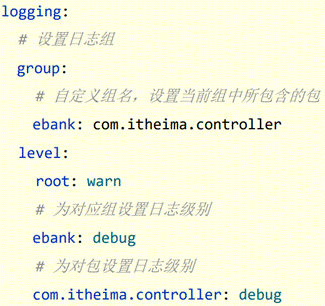 logging:
# 设置日志组
group:
# 自定义组名，设置当前组中所包含的包
ebank: com.itheima.controller
level:
root: warn
# 为对应组设置日志级别
ebank: debug
# 为对包设置日志级别
com.itheima.controller: debug